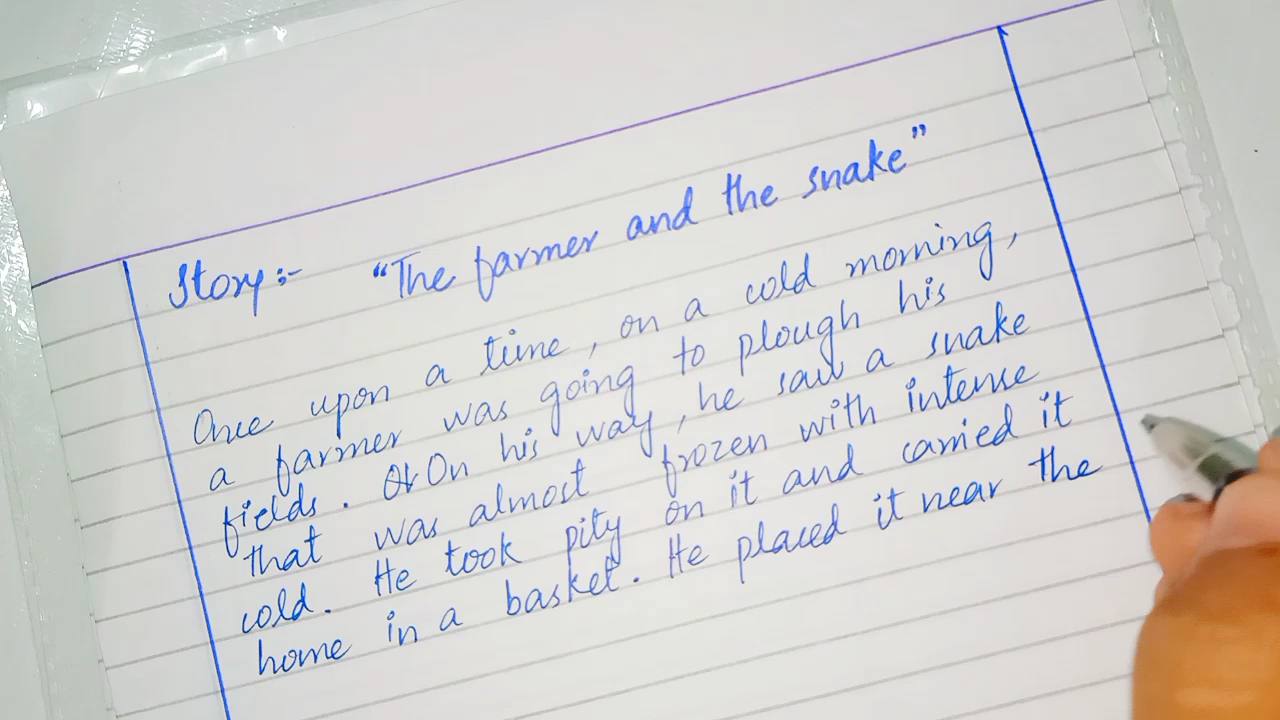 Story:- "The farmer and the snake"
Once upon a time, on a cold morning,
a farmer was going to plough his
fields. On his way, he saw a snake
that was almost frozen with intense
cold. He took pity on it and carried it
home in a basket. He placed it near the